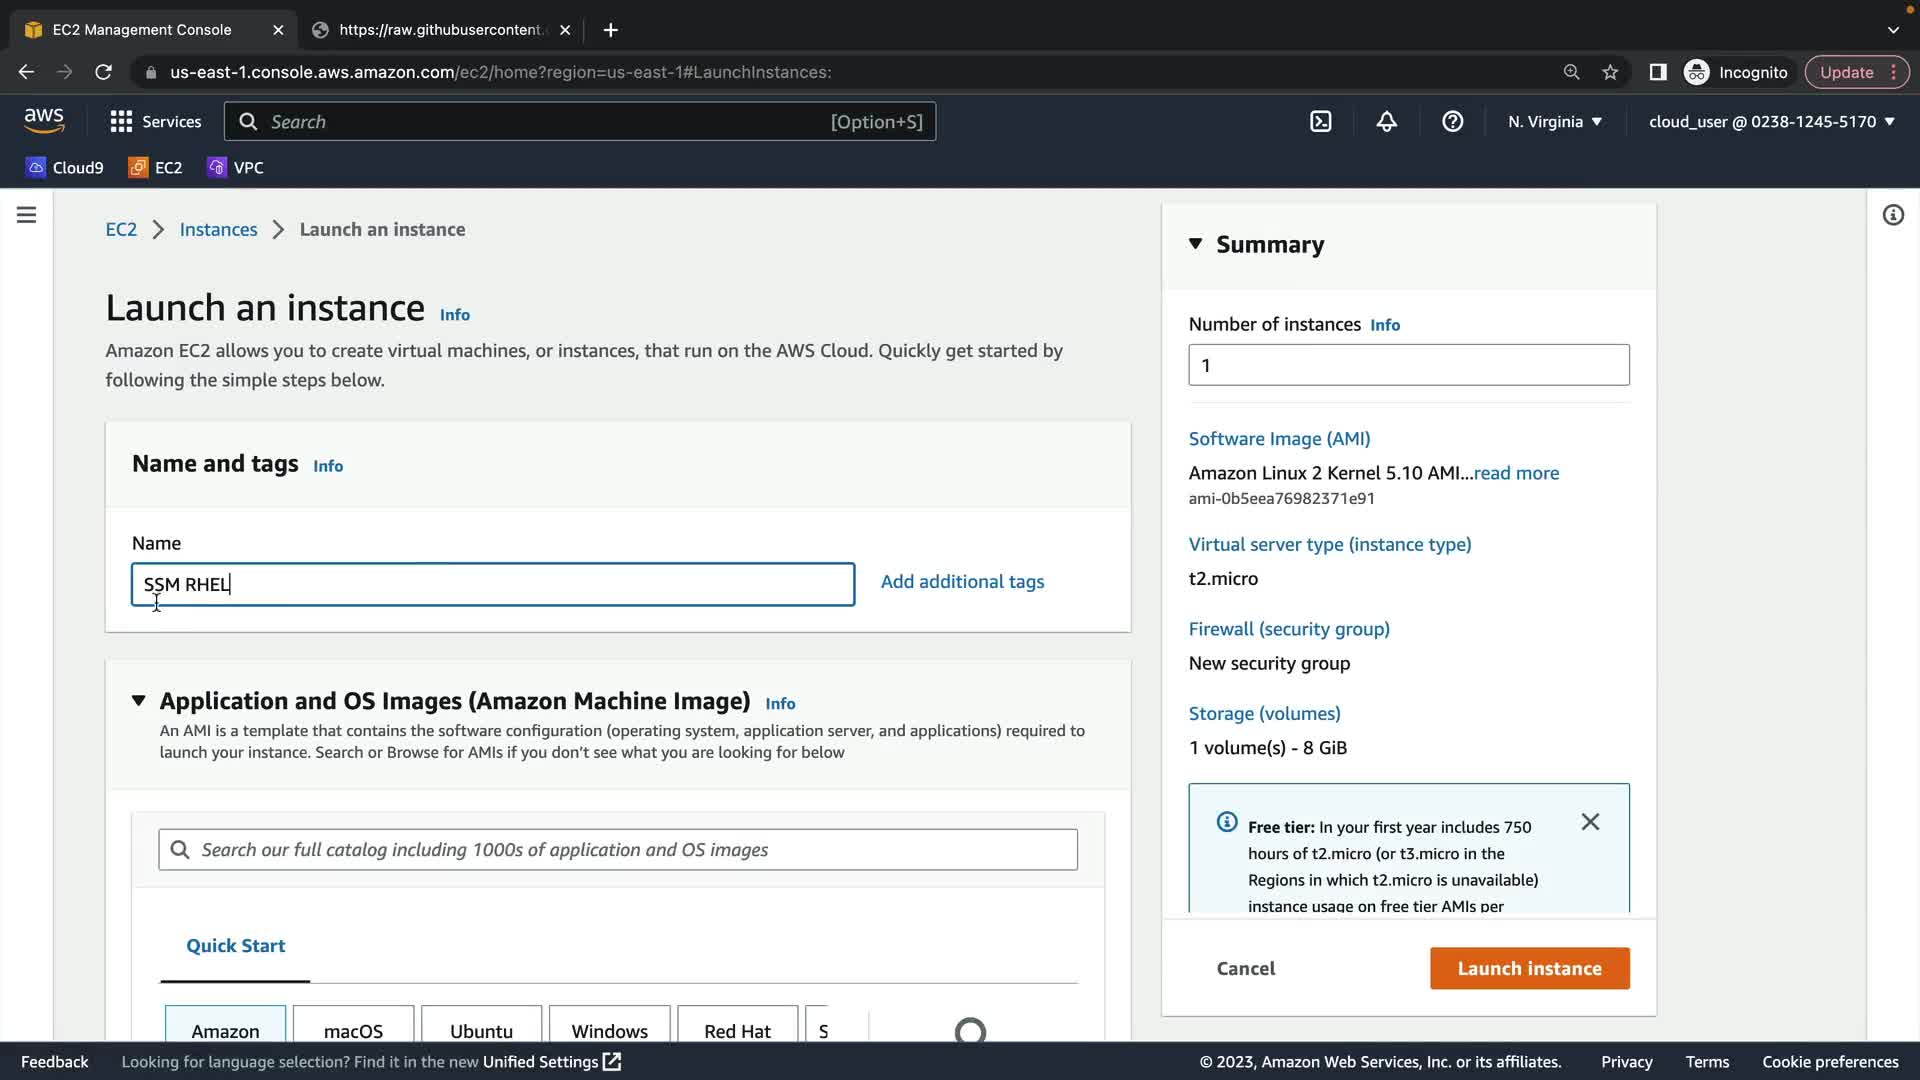 EC2 Management Console
https://raw.githubusercontent.
us-east-1.console.aws.amazon.com/ec2/home?region=us-east-1#LaunchInstances:
Incognito
Update
aws
Services
Search
[Option+S]
N. Virginia
cloud_user @ 0238-1245-5170
Cloud9
EC2
VPC
EC2
Instances
Launch an instance
Launch an instance Info
Amazon EC2 allows you to create virtual machines, or instances, that run on the AWS Cloud. Quickly get started by
following the simple steps below.
Name and tags Info
Name
SSM RHEL
Add additional tags
Application and OS Images (Amazon Machine Image) Info
An AMI is a template that contains the software configuration (operating system, application server, and applications) required to
launch your instance. Search or Browse for AMIs if you don't see what you are looking for below
Search our full catalog including 1000s of application and OS images
Quick Start
Amazon
macOS
Ubuntu
Windows
Red Hat
S
Summary
Number of instances Info
1
Software Image (AMI)
Amazon Linux 2 Kernel 5.10 AMI...read more
ami-0b5eea76982371e91
Virtual server type (instance type)
t2.micro
Firewall (security group)
New security group
Storage (volumes)
1 volume(s) - 8 GiB
Free tier: In your first year includes 750
hours of t2.micro (or t3.micro in the
Regions in which t2.micro is unavailable)
instance usage on free tier AMIs per
Cancel
Launch instance
Feedback
Looking for language selection? Find it in the new Unified Settings
© 2023, Amazon Web Services, Inc. or its affiliates.
Privacy
Terms
Cookie preferences